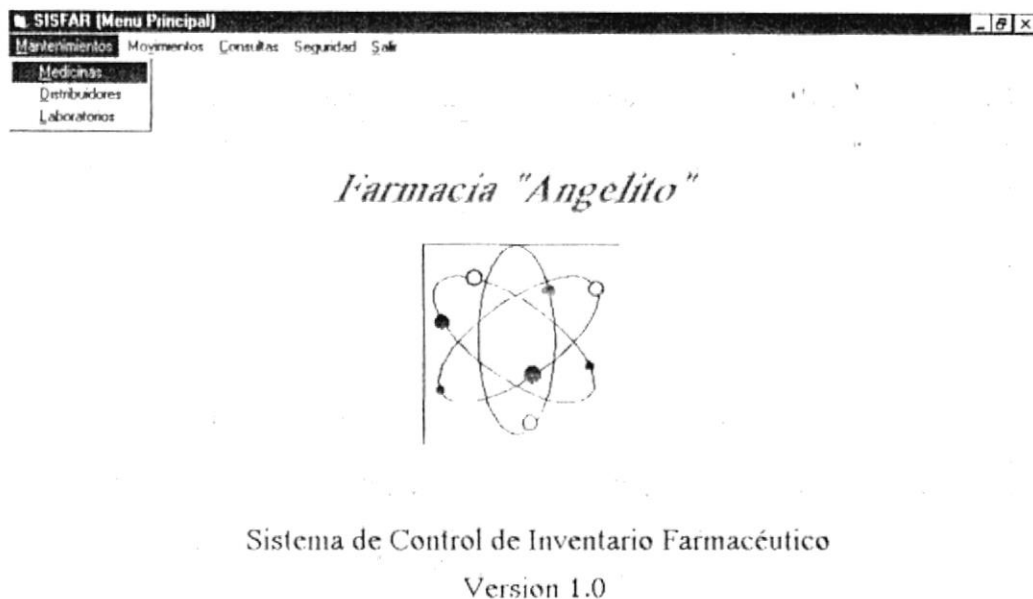 SISFAR [Menu Principal]
Mantenimientos Movimientos Consultas Seguridad Salir
Medicinas
Distribuidores
Laboratorios
Farmacia "Angelito"
Sistema de Control de Inventario Farmacéutico
Version 1.0